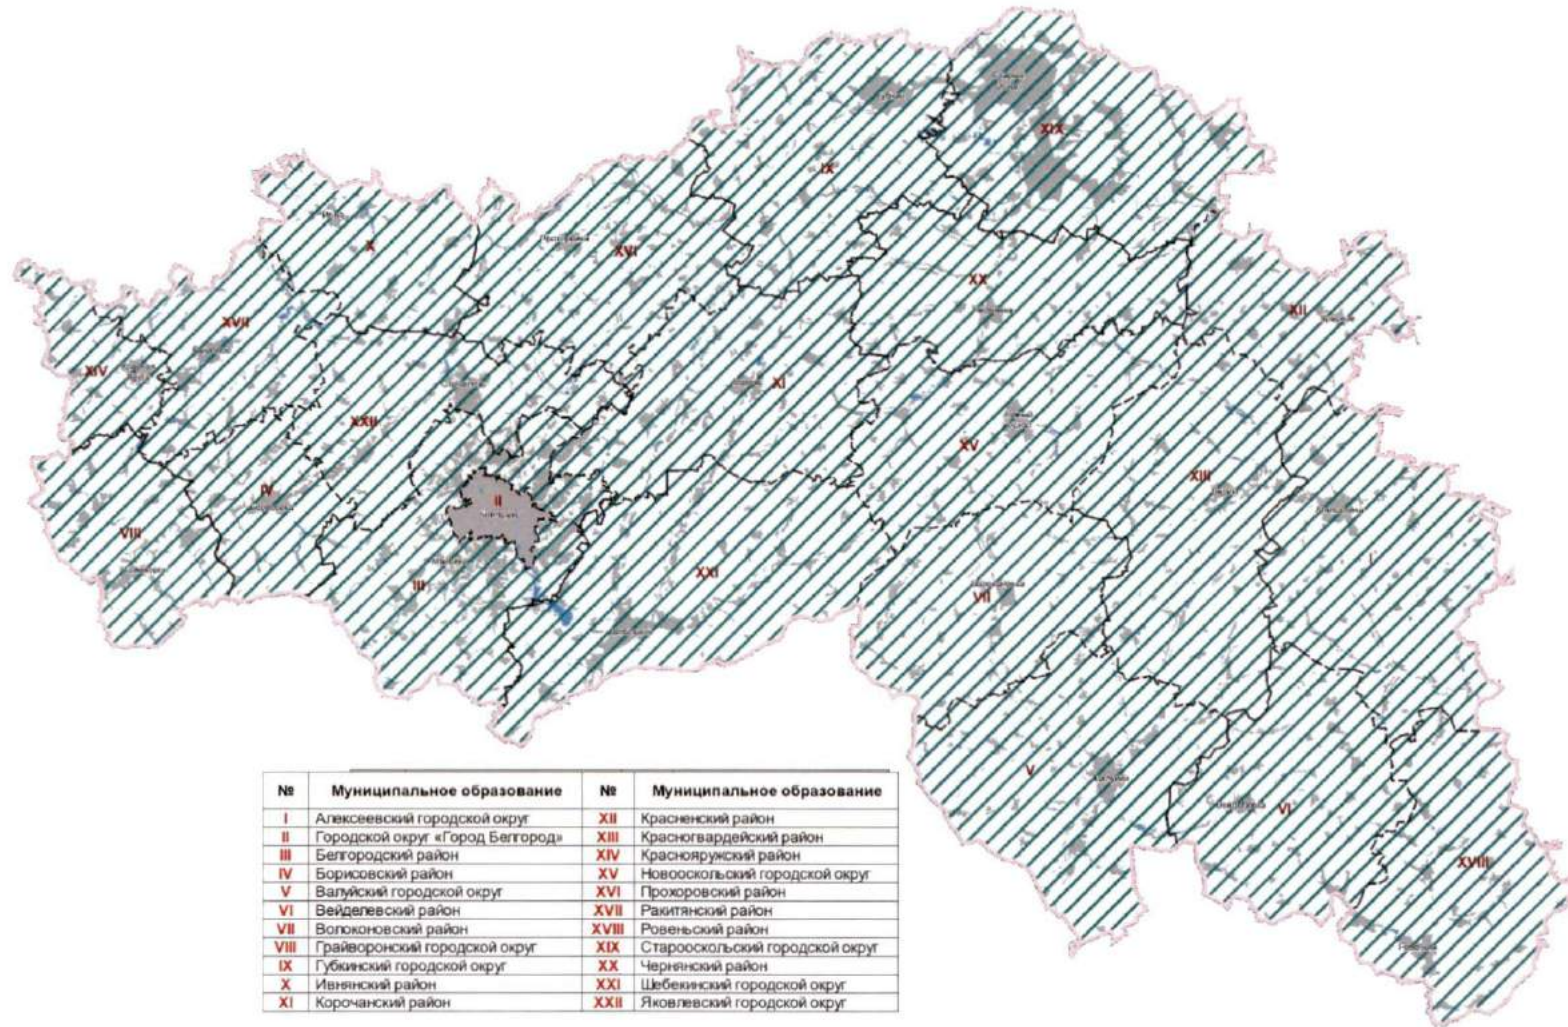 XIX
IX
X
XVI
XX
XVII
XII
XIV
XI
XXII
XV
XIII
IV
II
VIII
III
XXI
VII
V
VI
XVIII
№ Муниципальное образование № Муниципальное образование
I Алексеевский городской округ XII Красненский район
II Городской округ «Город Белгород» XIII Красногвардейский район
III Белгородский район XIV Краснояружский район
IV Борисовский район XV Новооскольский городской округ
V Валуйский городской округ XVI Прохоровский район
VI Вейделевский район XVII Ракитянский район
VII Волоконовский район XVIII Ровеньский район
VIII Грайворонский городской округ XIX Старооскольский городской округ
IX Губкинский городской округ XX Чернянский район
X Ивнянский район XXI Шебекинский городской округ
XI Корочанский район XXII Яковлевский городской округ